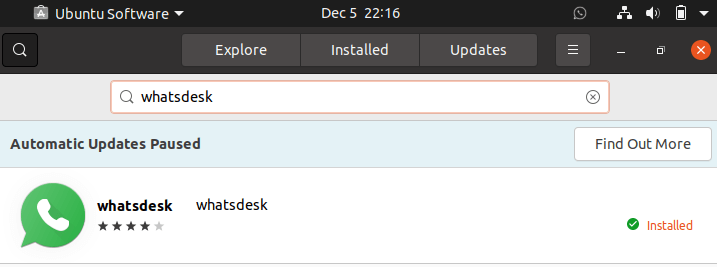 Ubuntu Software Dec 5 22:16
Explore Installed Updates
whatsdesk
Automatic Updates Paused Find Out More
whatsdesk whatsdesk
Installed